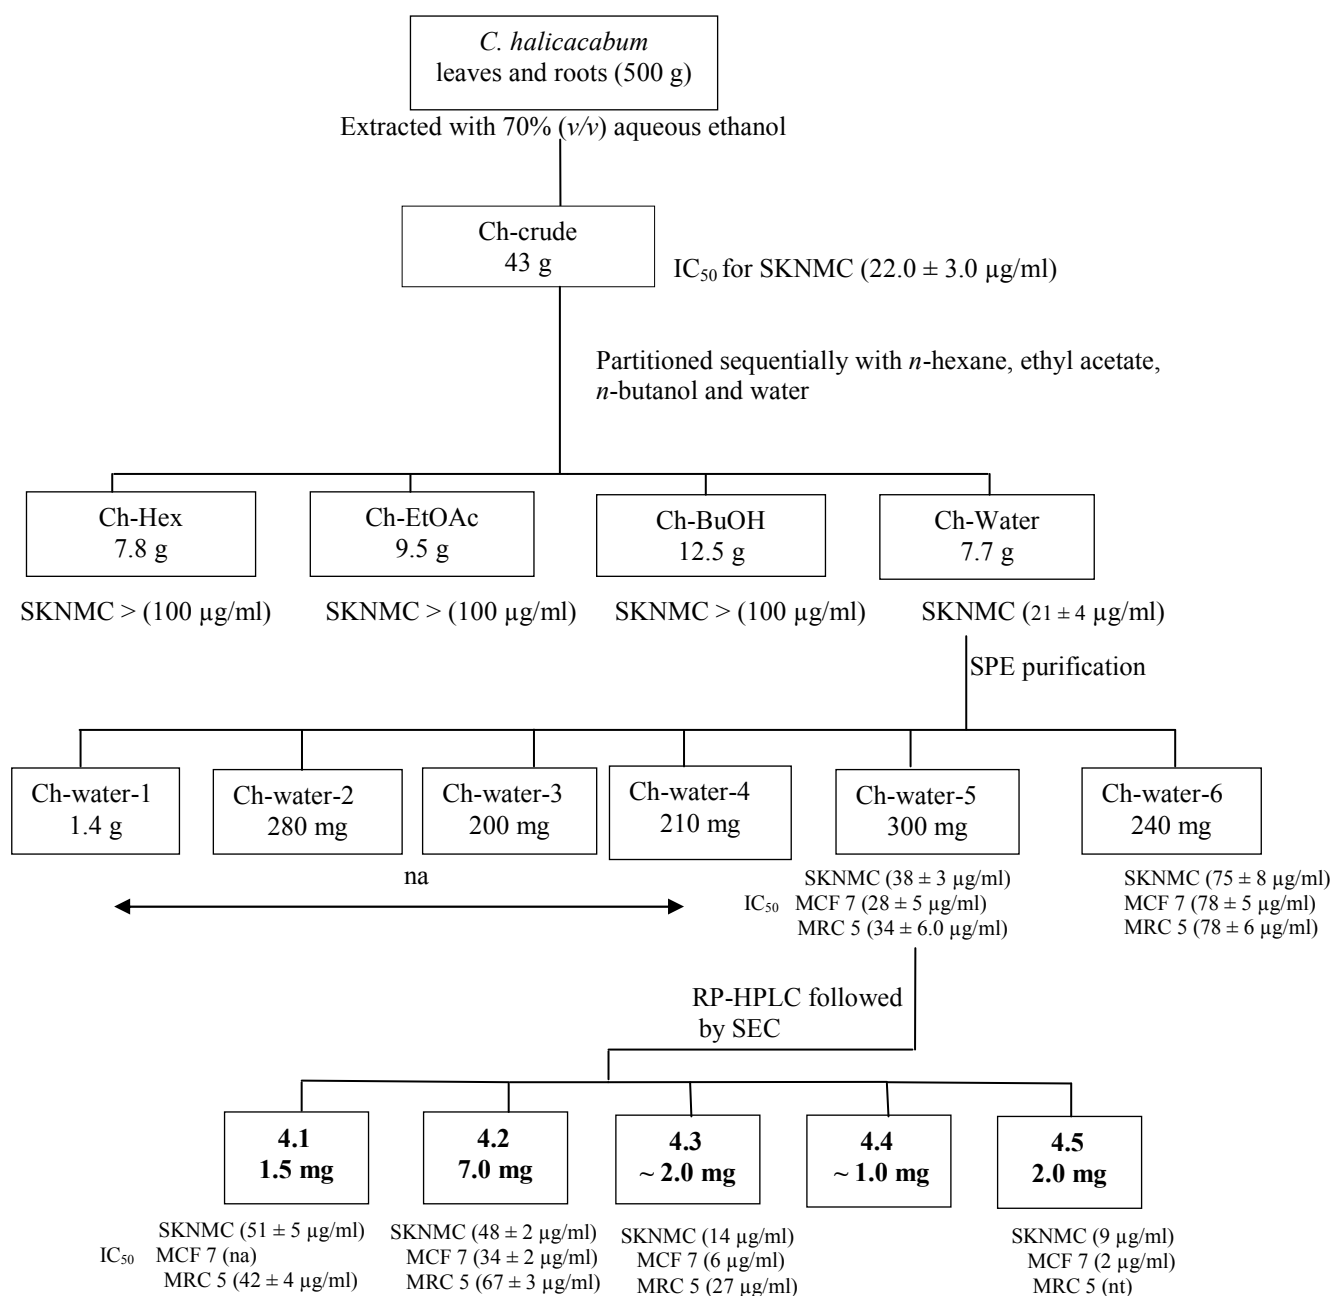 C. halicacabum
leaves and roots (500 g)
Extracted with 70% (v/v) aqueous ethanol
Ch-crude
43 g
IC₅₀ for SKNMC (22.0 ± 3.0 µg/ml)
Partitioned sequentially with n-hexane, ethyl acetate,
n-butanol and water
Ch-Hex
7.8 g
Ch-EtOAc
9.5 g
Ch-BuOH
12.5 g
Ch-Water
7.7 g
SKNMC > (100 µg/ml)
SKNMC > (100 µg/ml)
SKNMC > (100 µg/ml)
SKNMC (21 ± 4 µg/ml)
SPE purification
Ch-water-1
1.4 g
Ch-water-2
280 mg
Ch-water-3
200 mg
Ch-water-4
210 mg
Ch-water-5
300 mg
Ch-water-6
240 mg
na
SKNMC (38 ± 3 µg/ml)
IC₅₀ MCF 7 (28 ± 5 µg/ml)
MRC 5 (34 ± 6.0 µg/ml)
SKNMC (75 ± 8 µg/ml)
MCF 7 (78 ± 5 µg/ml)
MRC 5 (78 ± 6 µg/ml)
RP-HPLC followed
by SEC
4.1
1.5 mg
4.2
7.0 mg
4.3
~ 2.0 mg
4.4
~ 1.0 mg
4.5
2.0 mg
SKNMC (51 ± 5 µg/ml)
IC₅₀ MCF 7 (na)
MRC 5 (42 ± 4 µg/ml)
SKNMC (48 ± 2 µg/ml)
MCF 7 (34 ± 2 µg/ml)
MRC 5 (67 ± 3 µg/ml)
SKNMC (14 µg/ml)
MCF 7 (6 µg/ml)
MRC 5 (27 µg/ml)
SKNMC (9 µg/ml)
MCF 7 (2 µg/ml)
MRC 5 (nt)